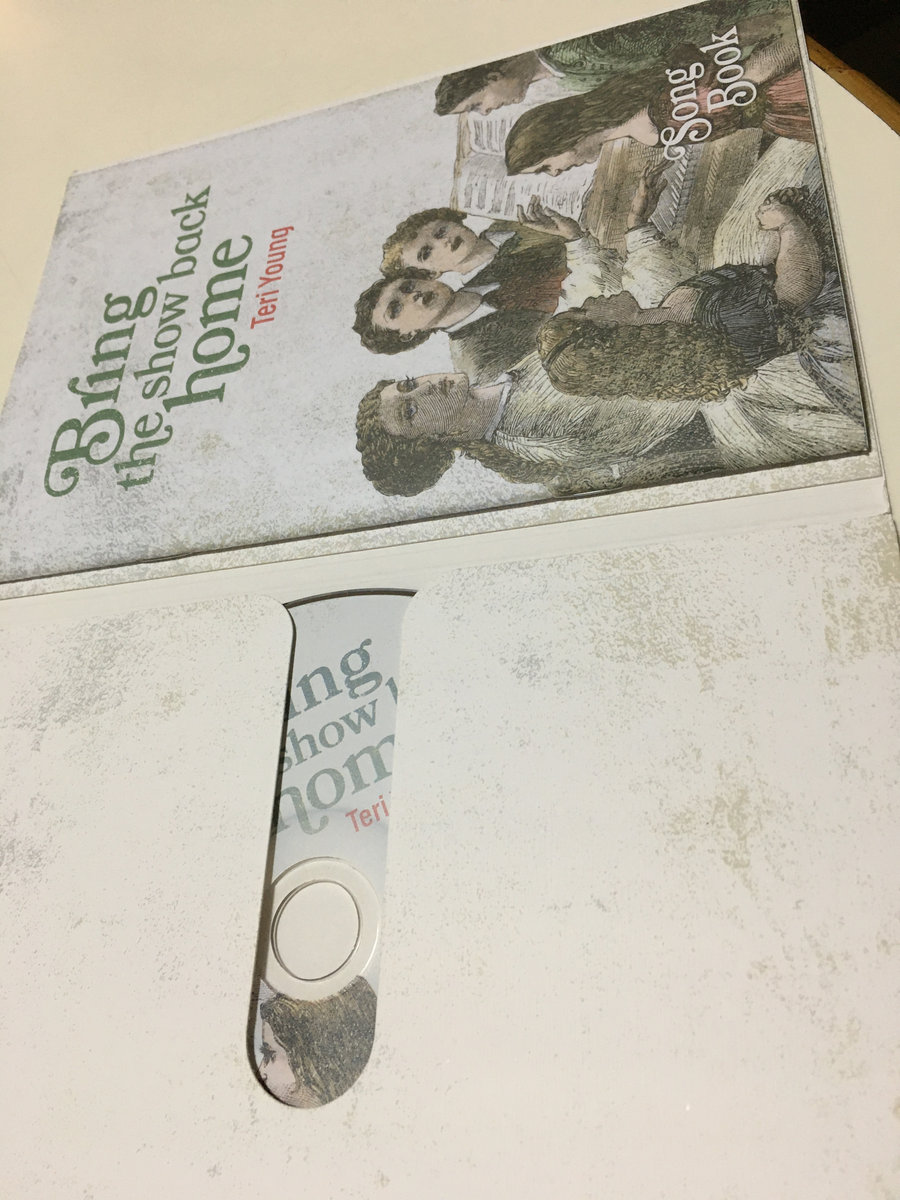 Bring
the show back
home
Teri Young
Song
Book
ing
show
hom
Teri